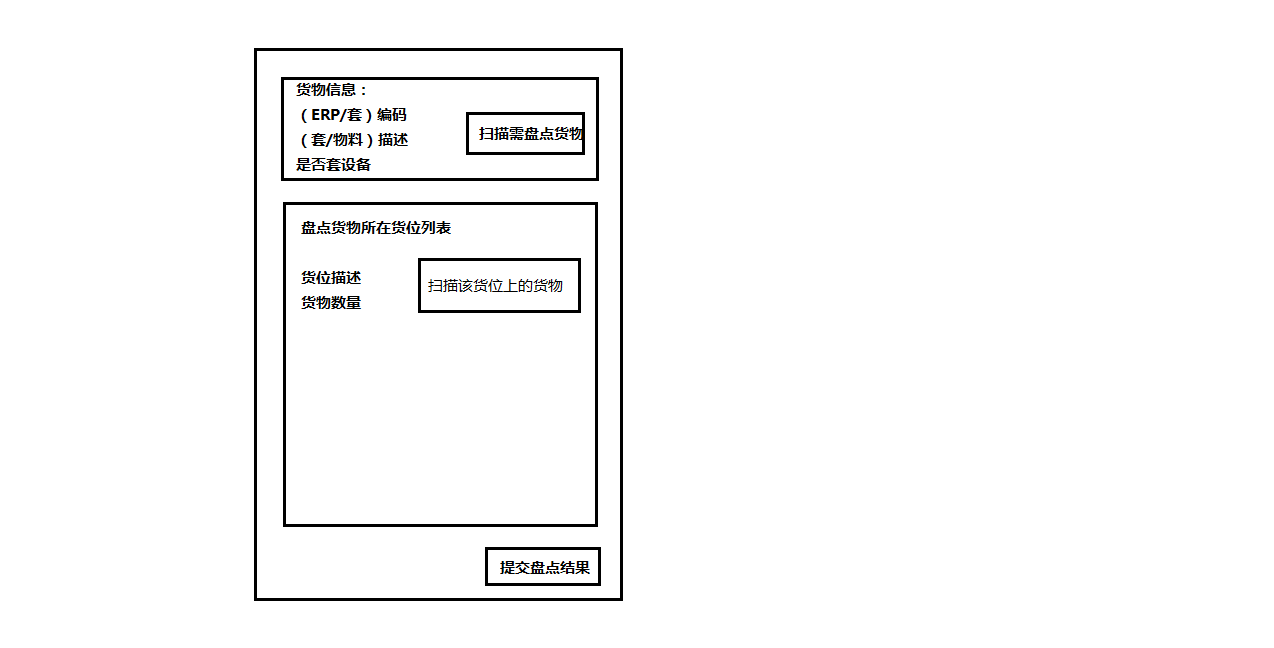 货物信息：
（ERP/套）编码
（套/物料）描述
是否套设备
扫描需盘点货物
盘点货物所在货位列表
货位描述
货物数量
扫描该货位上的货物
提交盘点结果